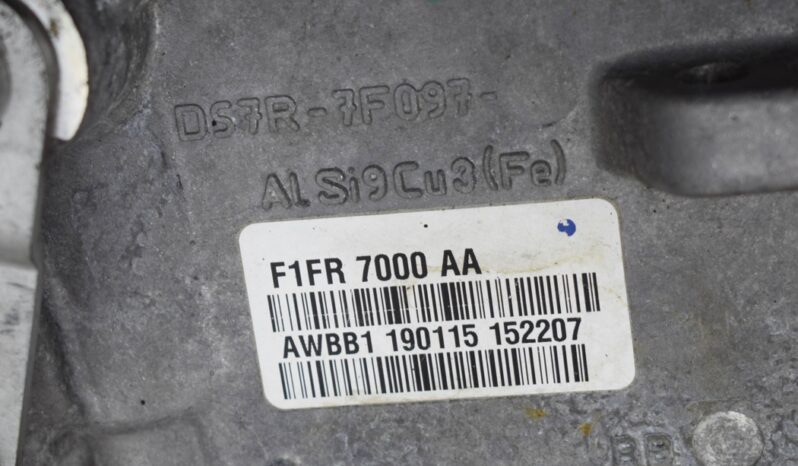 DS7R-7F097-
ALSi9Cu3(Fe)
F1FR 7000 AA
AWBB1 190115 152207